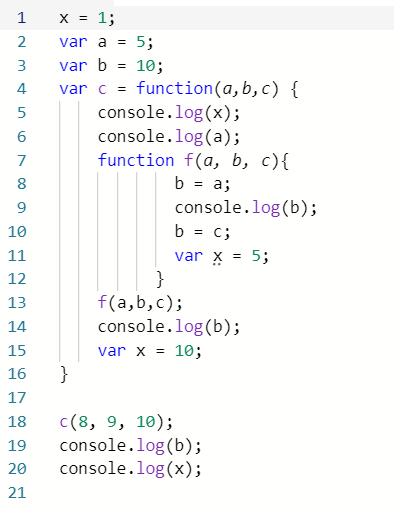 1 x = 1;
2 var a = 5;
3 var b = 10;
4 var c = function(a,b,c) {
5 console.log(x);
6 console.log(a);
7 function f(a, b, c){
8 b = a;
9 console.log(b);
10 b = c;
11 var x = 5;
12 }
13 f(a,b,c);
14 console.log(b);
15 var x = 10;
16 }
17
18 c(8, 9, 10);
19 console.log(b);
20 console.log(x);
21